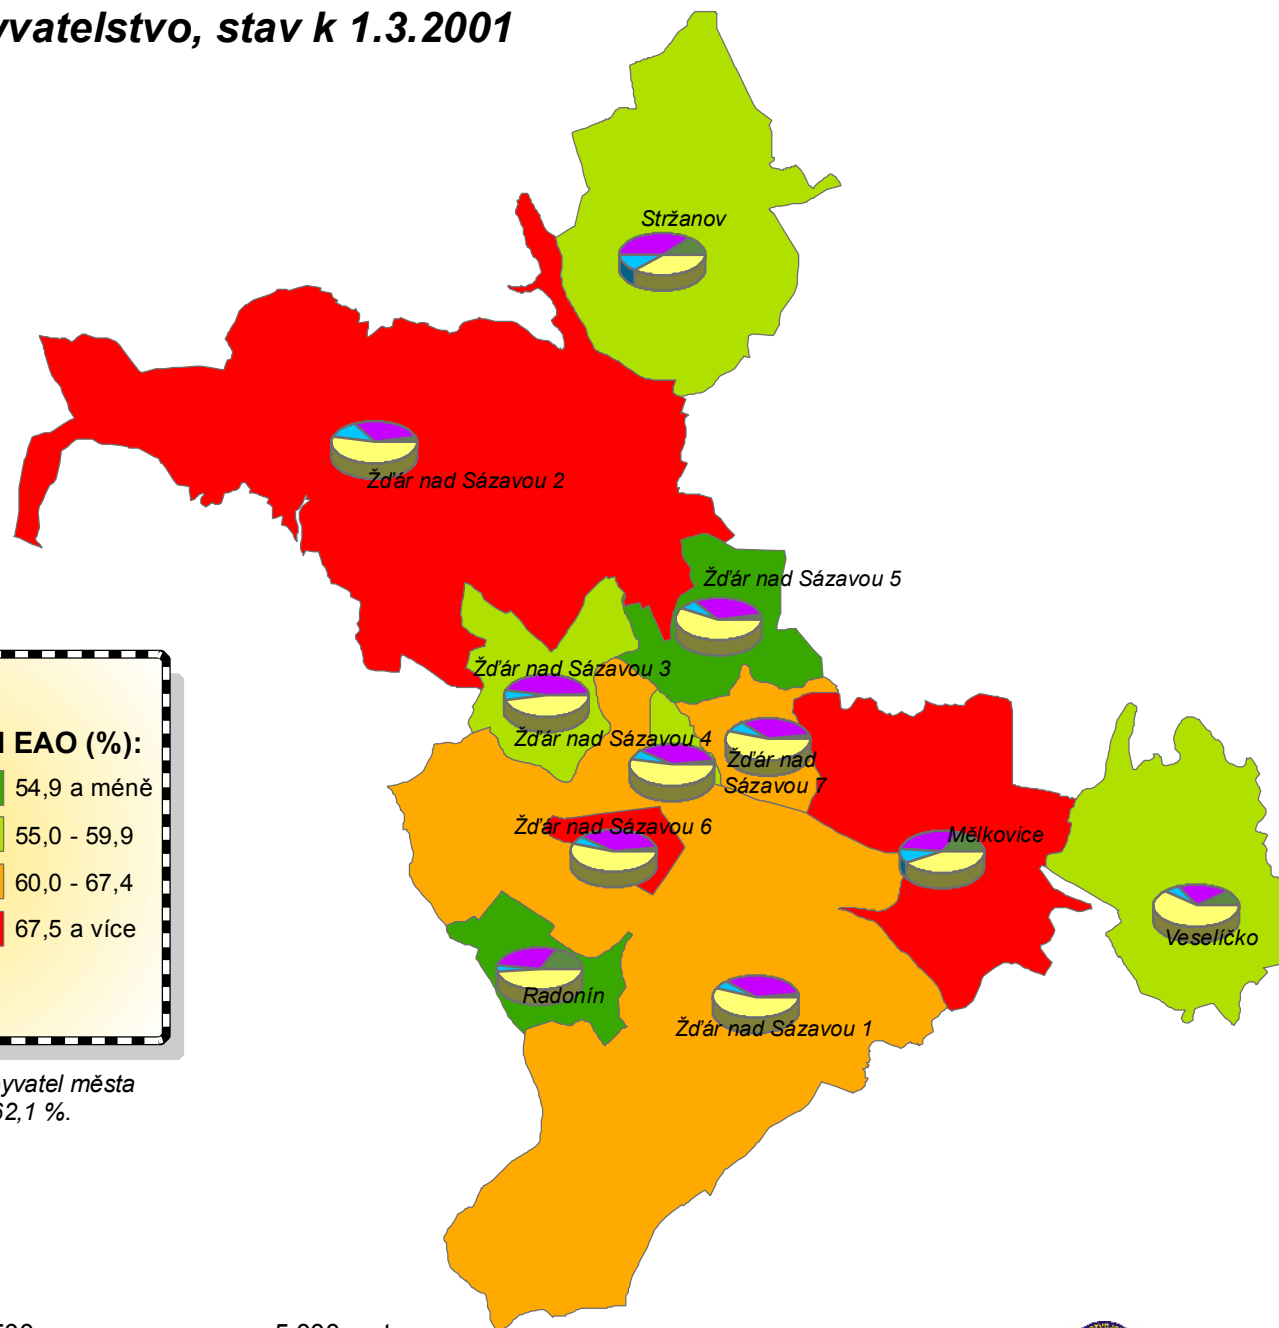 yvatelstvo, stav k 1.3.2001
Stržanov
Žďár nad Sázavou 2
Žďár nad Sázavou 5
Žďár nad Sázavou 3
Žďár nad Sázavou 4
Žďár nad
Sázavou 7
Žďár nad Sázavou 6
Mělkovice
Veselíčko
Radonín
Žďár nad Sázavou 1
EAO (%):
54,9 a méně
55,0 - 59,9
60,0 - 67,4
67,5 a více
yvatel města
62,1 %.